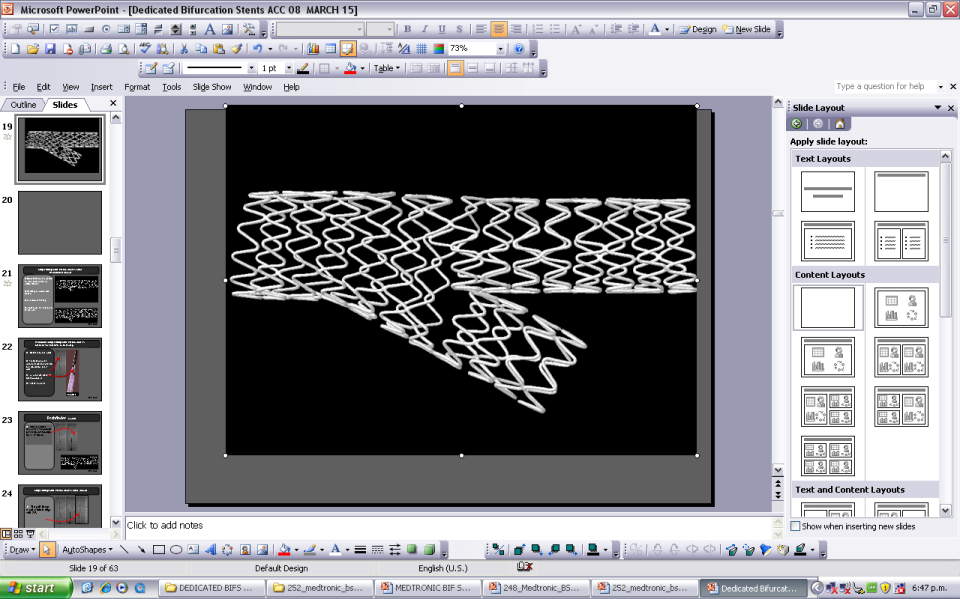 Microsoft PowerPoint - [Dedicated Bifurcation Stents ACC 08 MARCH 15]
Design New Slide
73%
1 pt Table
File Edit View Insert Format Tools Slide Show Window Help
Type a question for help
Outline Slides
Slide Layout
Apply slide layout:
Text Layouts
Content Layouts
Text and Content Layouts
Show when inserting new slides
19
20
21
22
23
24
Click to add notes
Draw AutoShapes
Slide 19 of 63 Default Design English (U.S.)
start DEDICATED BIFS ... 252_medtronic_bs... MEDTRONIC BIF S... 248_Medtronic_BS... 252_medtronic_bs... Dedicated Bifurcat... 6:47 p.m.